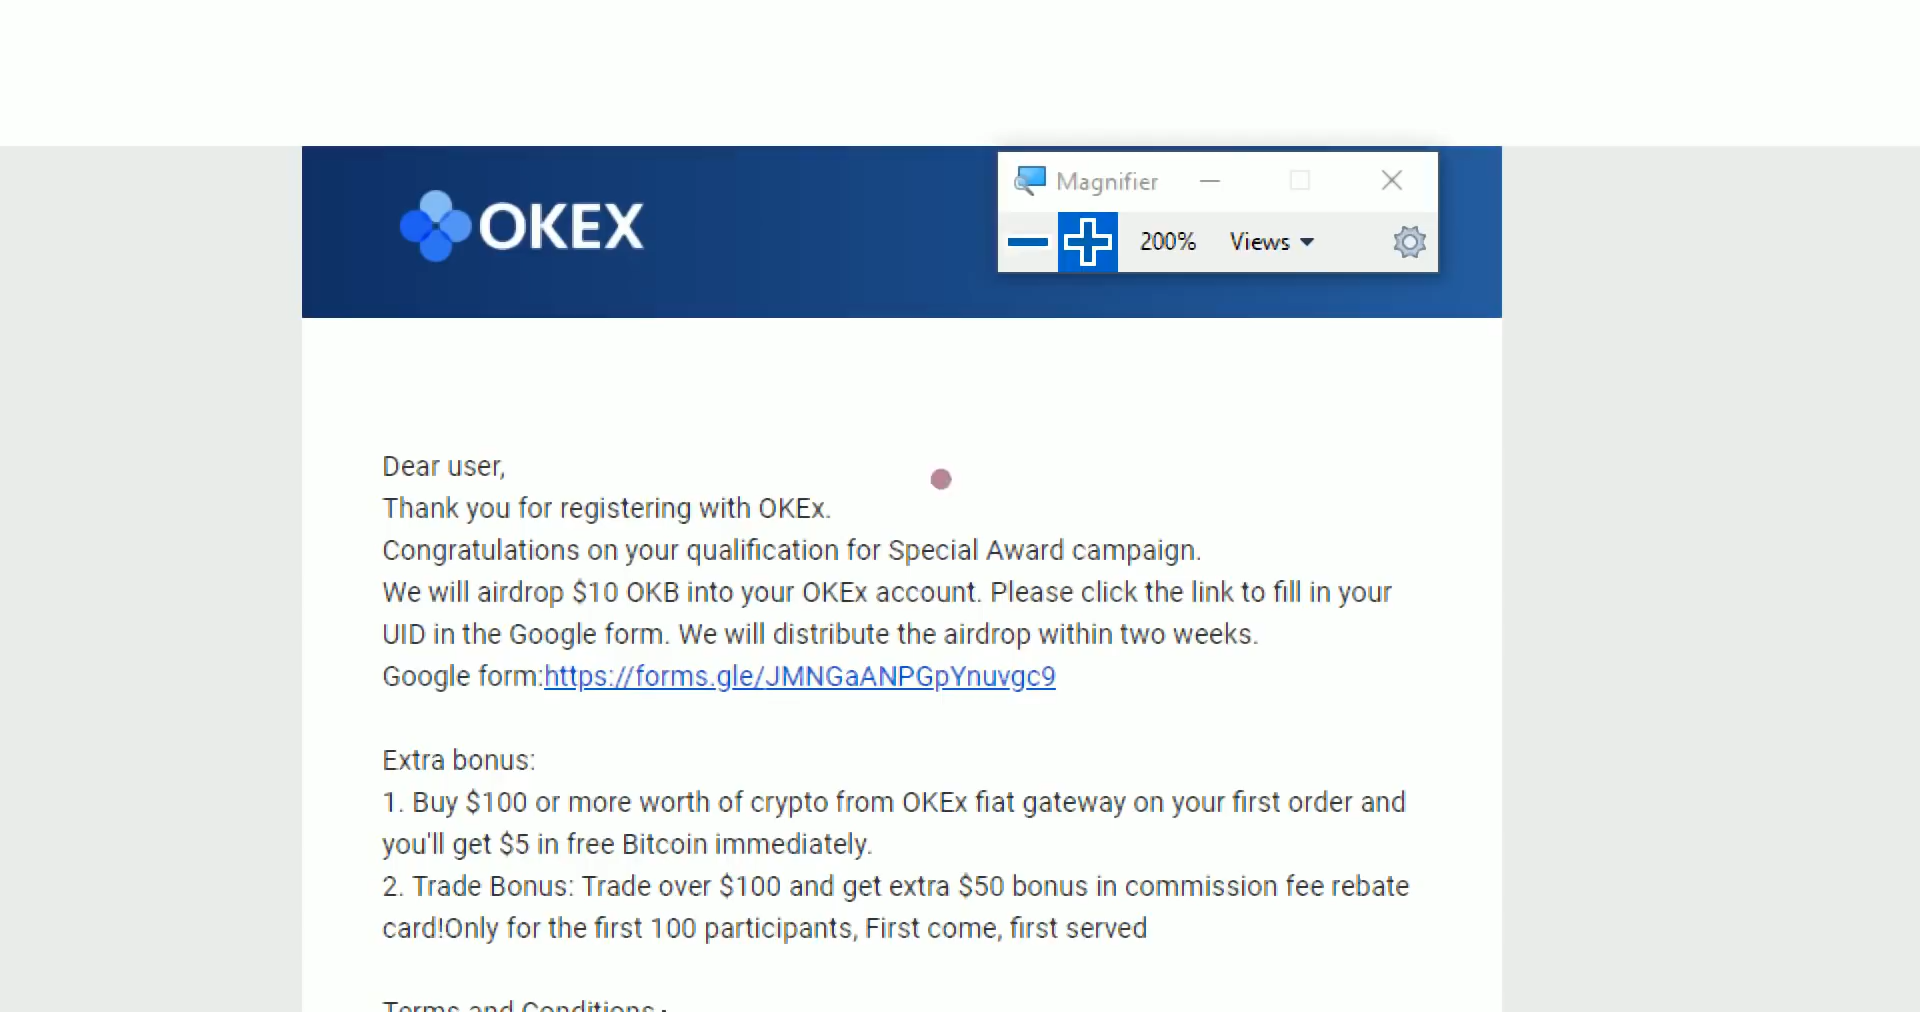 OKEX
Magnifier
200% Views
Dear user,
Thank you for registering with OKEx.
Congratulations on your qualification for Special Award campaign.
We will airdrop $10 OKB into your OKEx account. Please click the link to fill in your
UID in the Google form. We will distribute the airdrop within two weeks.
Google form:https://forms.gle/JMNGaANPGpYnuvgc9
Extra bonus:
1. Buy $100 or more worth of crypto from OKEx fiat gateway on your first order and
you'll get $5 in free Bitcoin immediately.
2. Trade Bonus: Trade over $100 and get extra $50 bonus in commission fee rebate
card!Only for the first 100 participants, First come, first served
Terms and Conditions: